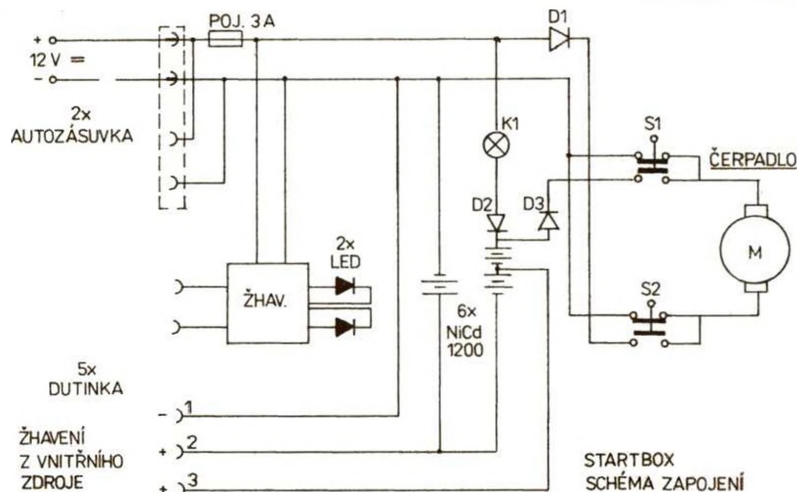 POJ. 3A
D1
+
12 V =
-
2x
AUTOZÁSUVKA
K1
S1
ČERPADLO
D2
D3
2x
LED
M
ŽHAV.
S2
6x
NiCd
1200
5x
DUTINKA
- 1
ŽHAVENÍ
Z VNITŘNÍHO
ZDROJE
+ 2
+ 3
STARTBOX
SCHÉMA ZAPOJENÍ